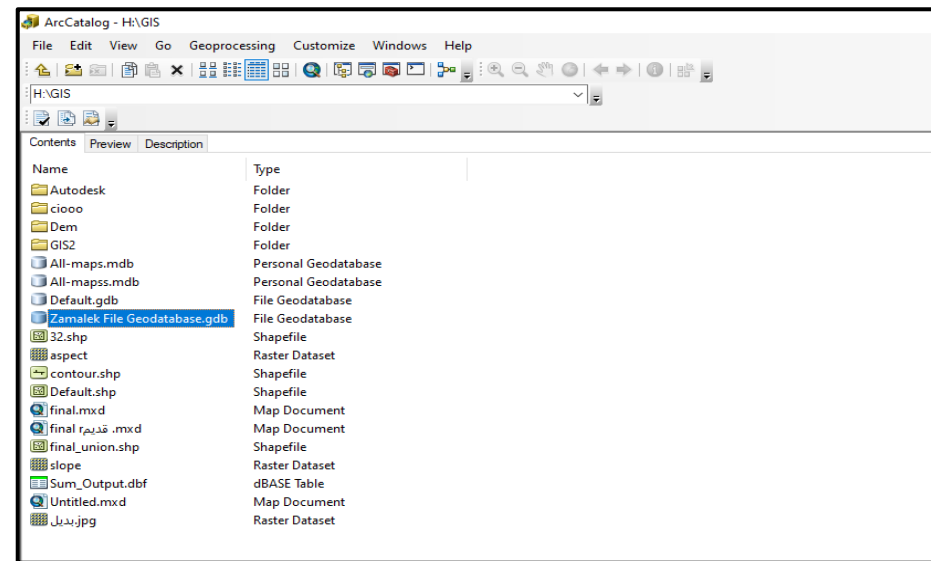 ArcCatalog - H:\GIS
File Edit View Go Geoprocessing Customize Windows Help
H:\GIS
Contents Preview Description
Name Type
Autodesk Folder
ciooo Folder
Dem Folder
GIS2 Folder
All-maps.mdb Personal Geodatabase
All-mapss.mdb Personal Geodatabase
Default.gdb File Geodatabase
Zamalek File Geodatabase.gdb File Geodatabase
32.shp Shapefile
aspect Raster Dataset
contour.shp Shapefile
Default.shp Shapefile
final.mxd Map Document
final rقديم .mxd Map Document
final_union.shp Shapefile
slope Raster Dataset
Sum_Output.dbf dBASE Table
Untitled.mxd Map Document
بديل.jpg Raster Dataset